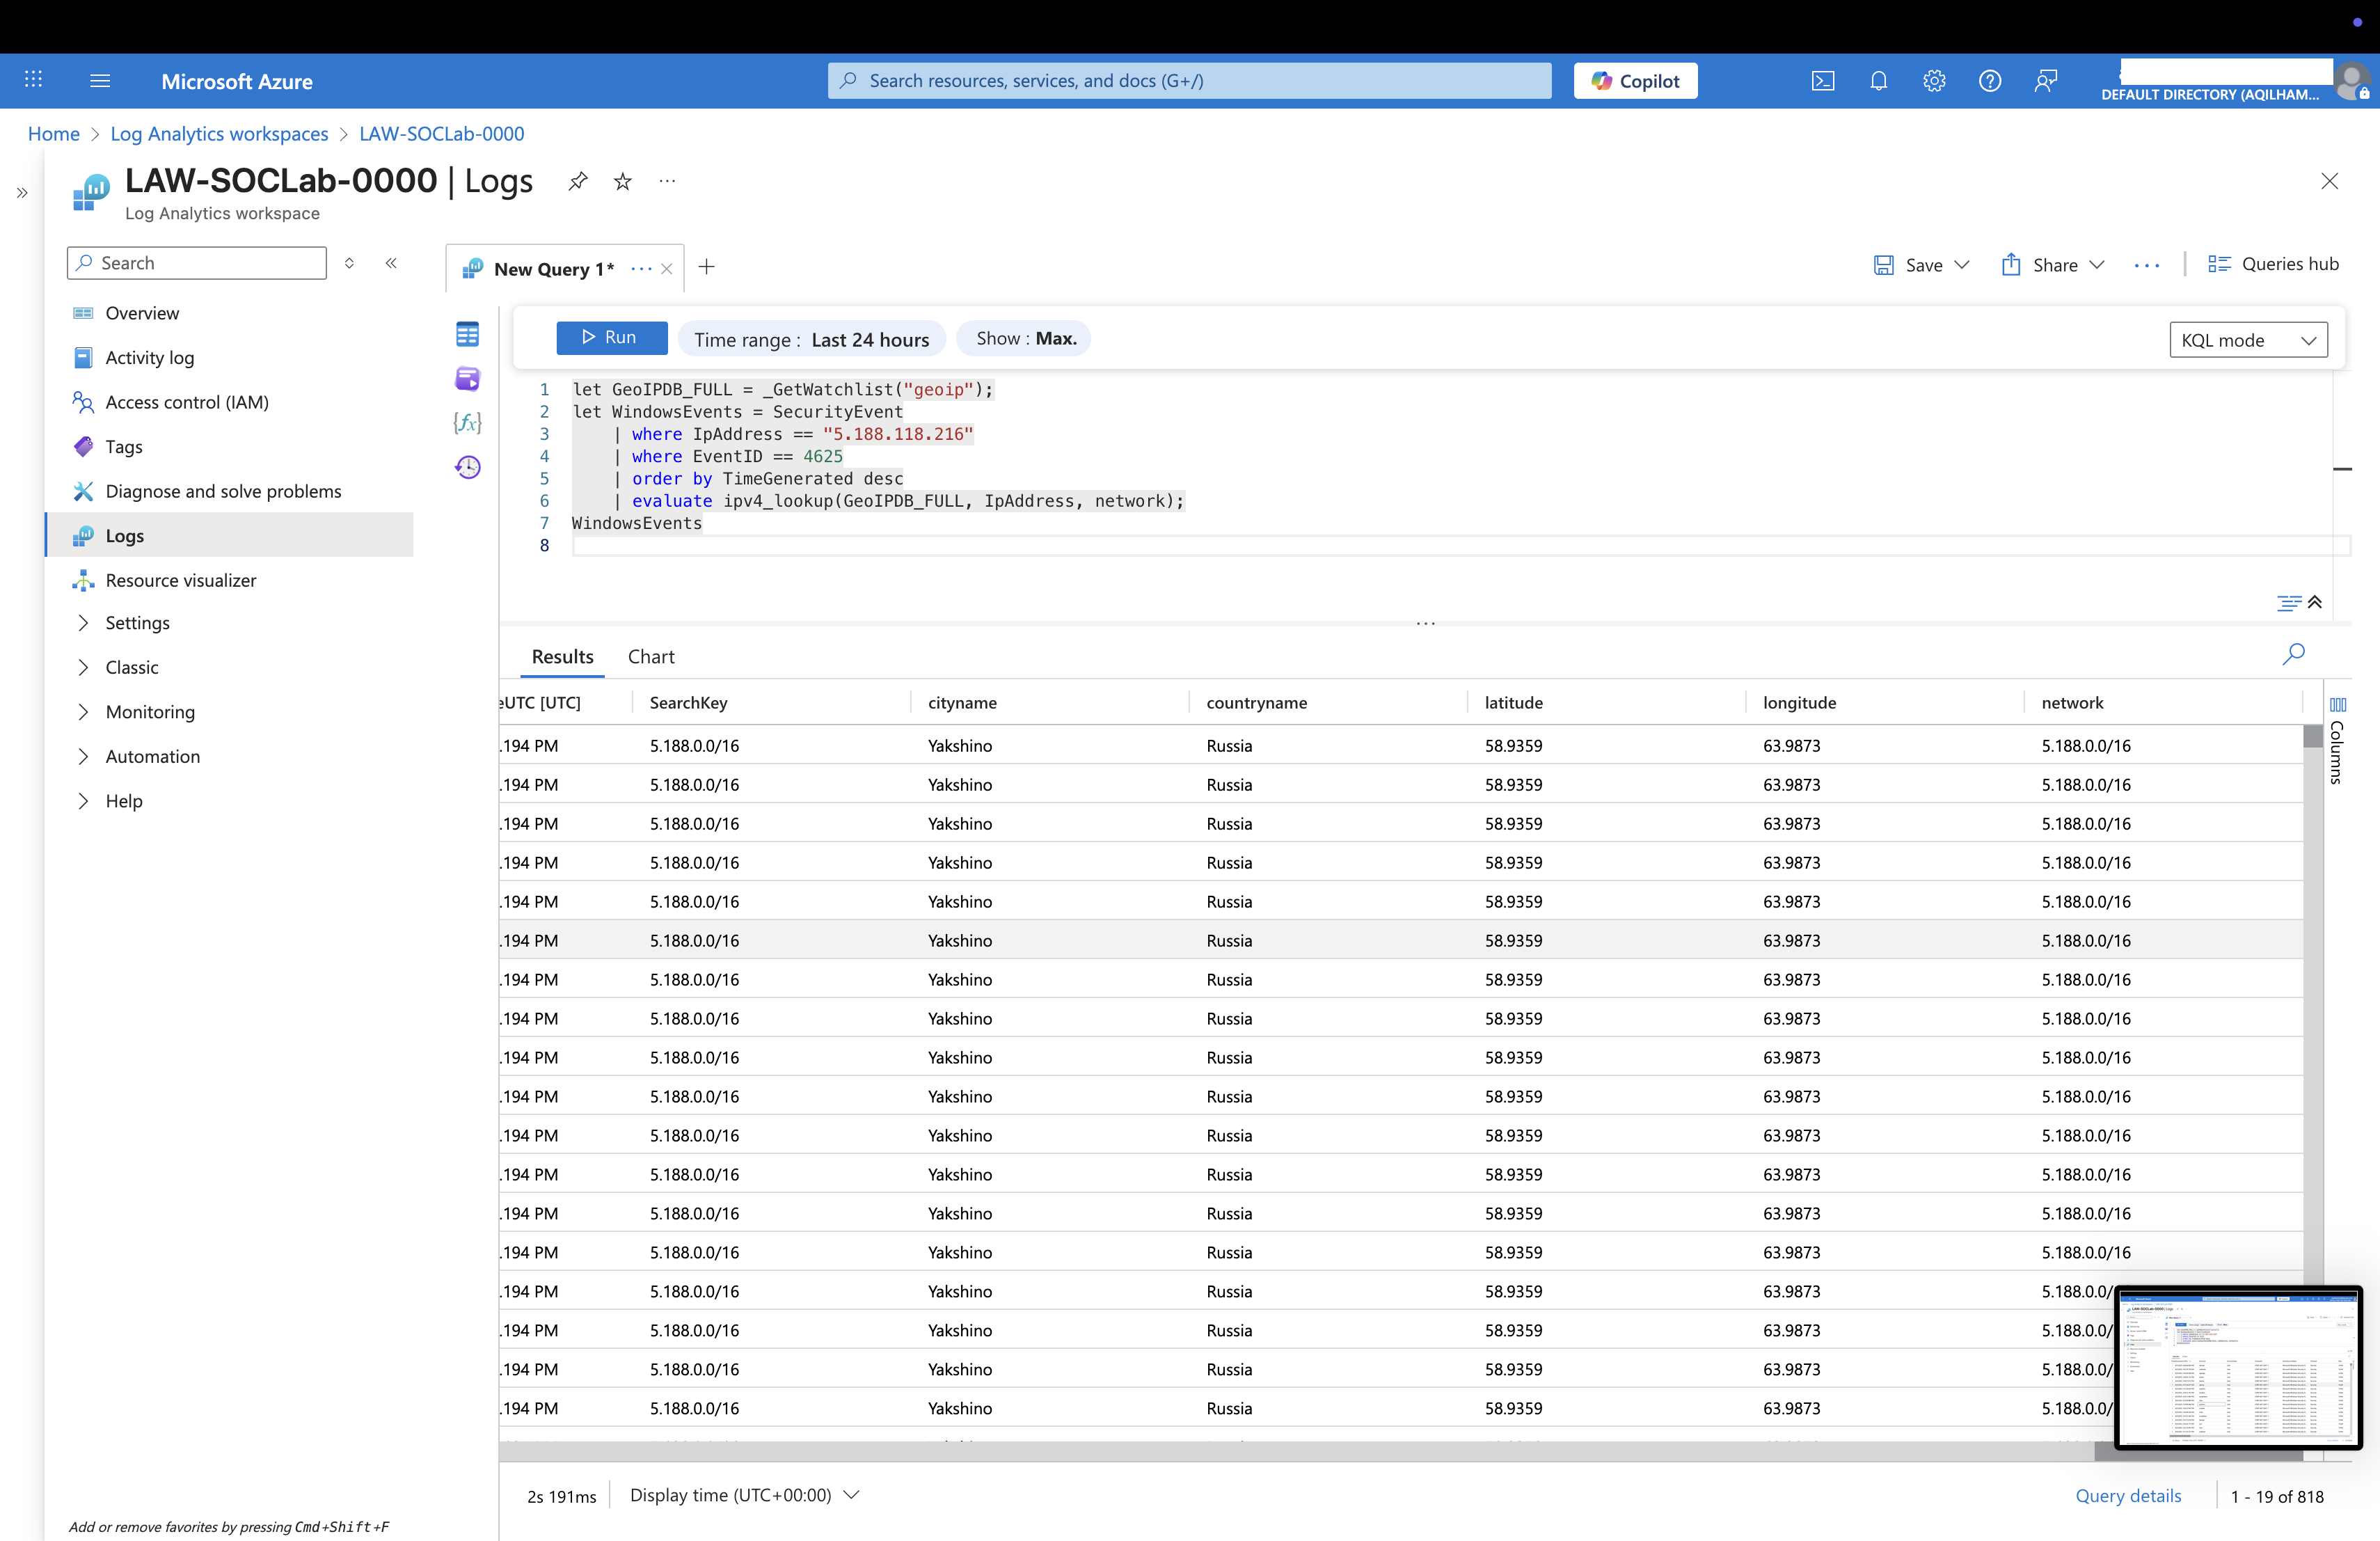 Microsoft Azure
Search resources, services, and docs (G+/)
Copilot
DEFAULT DIRECTORY (AQILHAM...
Home > Log Analytics workspaces > LAW-SOCLab-0000
LAW-SOCLab-0000 | Logs
Log Analytics workspace
Search
Overview
Activity log
Access control (IAM)
Tags
Diagnose and solve problems
Logs
Resource visualizer
Settings
Classic
Monitoring
Automation
Help
Add or remove favorites by pressing Cmd+Shift+F
New Query 1*
Save
Share
Queries hub
Run
Time range : Last 24 hours
Show : Max.
KQL mode
1 let GeoIPDB_FULL = _GetWatchlist("geoip");
2 let WindowsEvents = SecurityEvent
3 | where IpAddress == "5.188.118.216"
4 | where EventID == 4625
5 | order by TimeGenerated desc
6 | evaluate ipv4_lookup(GeoIPDB_FULL, IpAddress, network);
7 WindowsEvents
8
Results Chart
eUTC [UTC] SearchKey cityname countryname latitude longitude network
.194 PM 5.188.0.0/16 Yakshino Russia 58.9359 63.9873 5.188.0.0/16
.194 PM 5.188.0.0/16 Yakshino Russia 58.9359 63.9873 5.188.0.0/16
.194 PM 5.188.0.0/16 Yakshino Russia 58.9359 63.9873 5.188.0.0/16
.194 PM 5.188.0.0/16 Yakshino Russia 58.9359 63.9873 5.188.0.0/16
.194 PM 5.188.0.0/16 Yakshino Russia 58.9359 63.9873 5.188.0.0/16
.194 PM 5.188.0.0/16 Yakshino Russia 58.9359 63.9873 5.188.0.0/16
.194 PM 5.188.0.0/16 Yakshino Russia 58.9359 63.9873 5.188.0.0/16
.194 PM 5.188.0.0/16 Yakshino Russia 58.9359 63.9873 5.188.0.0/16
.194 PM 5.188.0.0/16 Yakshino Russia 58.9359 63.9873 5.188.0.0/16
.194 PM 5.188.0.0/16 Yakshino Russia 58.9359 63.9873 5.188.0.0/16
.194 PM 5.188.0.0/16 Yakshino Russia 58.9359 63.9873 5.188.0.0/16
.194 PM 5.188.0.0/16 Yakshino Russia 58.9359 63.9873 5.188.0.0/16
.194 PM 5.188.0.0/16 Yakshino Russia 58.9359 63.9873 5.188.0.0/16
.194 PM 5.188.0.0/16 Yakshino Russia 58.9359 63.9873 5.188.0.0/16
.194 PM 5.188.0.0/16 Yakshino Russia 58.9359 63.9873 5.188.0.0/
.194 PM 5.188.0.0/16 Yakshino Russia 58.9359 63.9873 5.188.0.0/
.194 PM 5.188.0.0/16 Yakshino Russia 58.9359 63.9873 5.188.0.0/
.194 PM 5.188.0.0/16 Yakshino Russia 58.9359 63.9873 5.188.0.0/
Columns
2s 191ms
Display time (UTC+00:00)
Query details
1 - 19 of 818